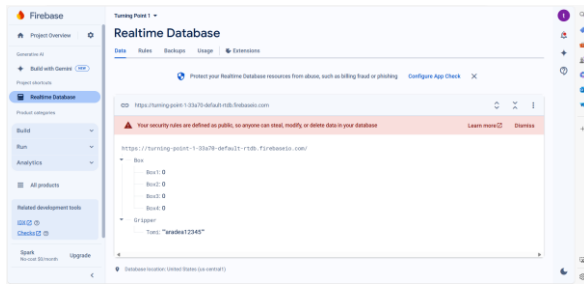 Firebase
Turning Point 1
Project Overview
Realtime Database
Data Rules Backups Usage Extensions
Generative AI
Build with Gemini NEW
Protect your Realtime Database resources from abuse, such as billing fraud or phishing Configure App Check
Project shortcuts
Realtime Database
Product categories
Build
Run
Analytics
All products
Related development tools
Checks
Spark
No-cost $0/month
Upgrade
https://turning-point-1-33a70-default-rtdb.firebaseio.com
Your security rules are defined as public, so anyone can steal, modify, or delete data in your database Learn more Dismiss
https://turning-point-1-33a70-default-rtdb.firebaseio.com/
Box
Box1: 0
Box2: 0
Box3: 0
Box4: 0
Gripper
Database location: United States (us-central1)